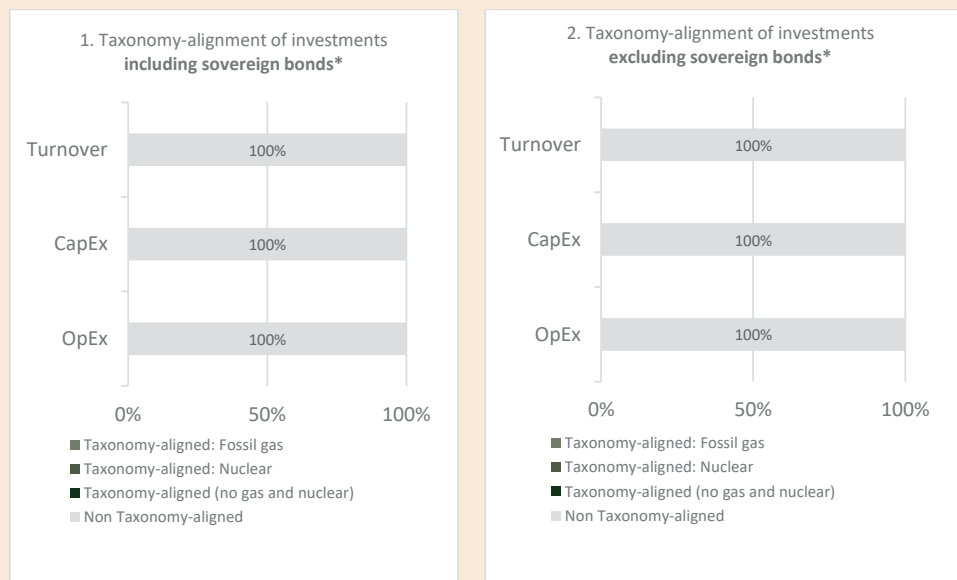 1. Taxonomy-alignment of investments
including sovereign bonds*
Turnover
100%
CapEx
100%
OpEx
100%
0%
50%
100%
Taxonomy-aligned: Fossil gas
Taxonomy-aligned: Nuclear
Taxonomy-aligned (no gas and nuclear)
Non Taxonomy-aligned
2. Taxonomy-alignment of investments
excluding sovereign bonds*
Turnover
100%
CapEx
100%
OpEx
100%
0%
50%
100%
Taxonomy-aligned: Fossil gas
Taxonomy-aligned: Nuclear
Taxonomy-aligned (no gas and nuclear)
Non Taxonomy-aligned